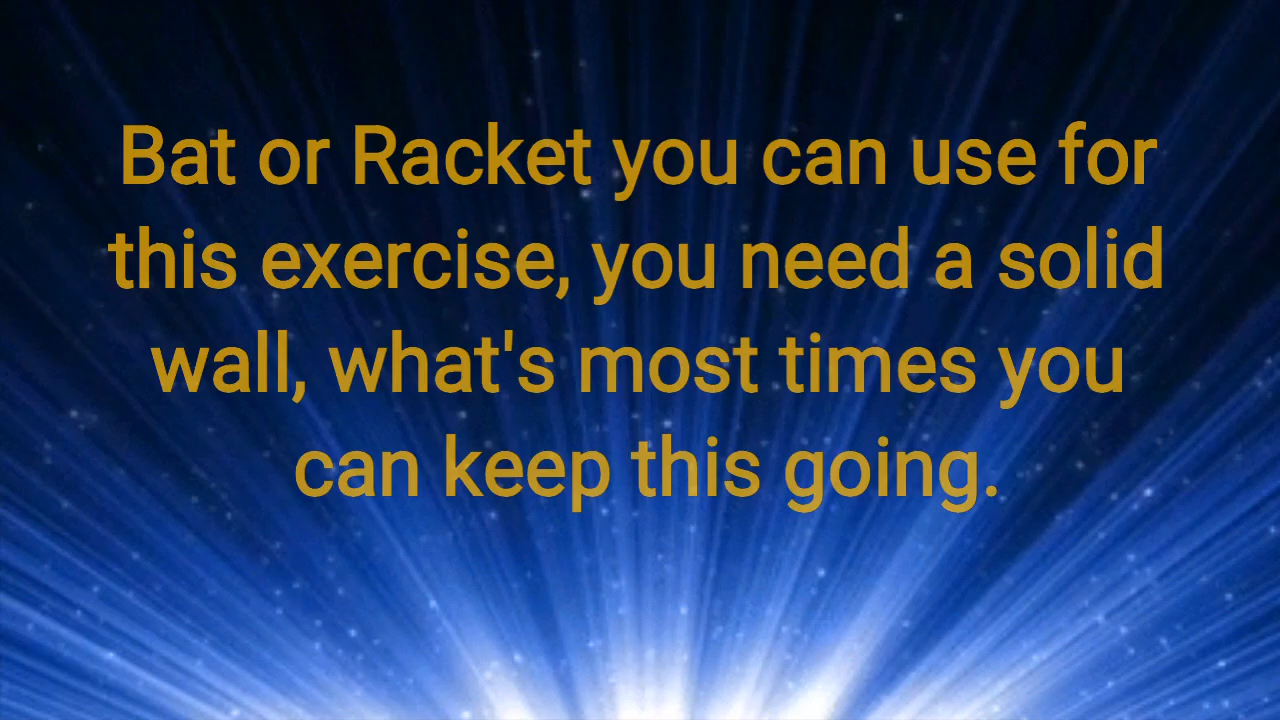 Bat or Racket you can use for
this exercise, you need a solid
wall, what's most times you
can keep this going.